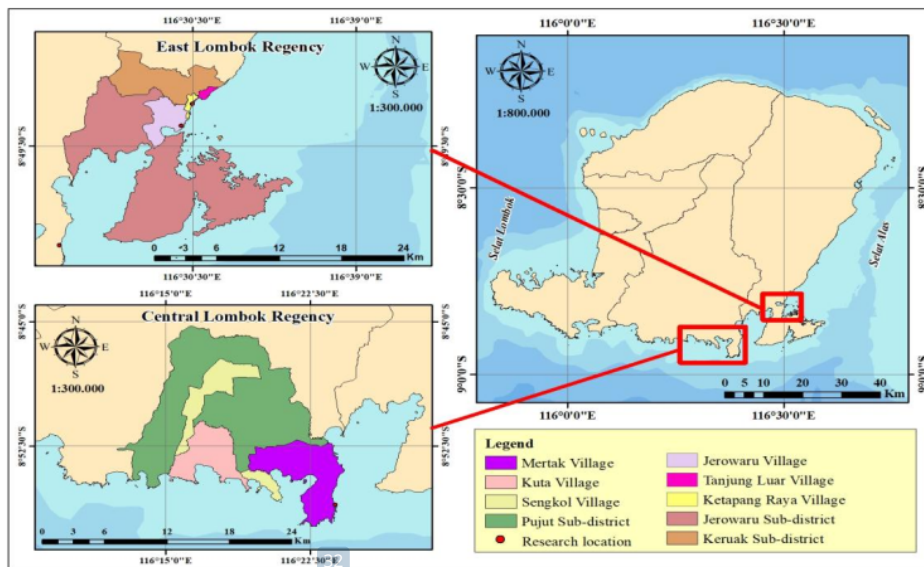 116°30'30"E 116°39'0"E
East Lombok Regency
N
W E
S
1:300.000
8°49'30"S 8°49'30"S
0 3 6 12 18 24
Km
116°30'30"E 116°39'0"E
116°15'0"E 116°22'30"E
Central Lombok Regency
8°45'0"S 8°45'0"S
N
W E
S
1:300.000
8°52'30"S 8°52'30"S
0 3 6 12 18 24
Km
116°15'0"E 116°22'30"E
116°0'0"E 116°30'0"E
N
W E
S
1:800.000
8°30'0"S 8°30'0"S
Selat Lombok
Selat Alas
9°0'0"S 9°0'0"S
0 5 10 20 30 40
Km
116°0'0"E 116°30'0"E
Legend
Mertak Village
Kuta Village
Sengkol Village
Pujut Sub-district
Research location
Jerowaru Village
Tanjung Luar Village
Ketapang Raya Village
Jerowaru Sub-district
Keruak Sub-district